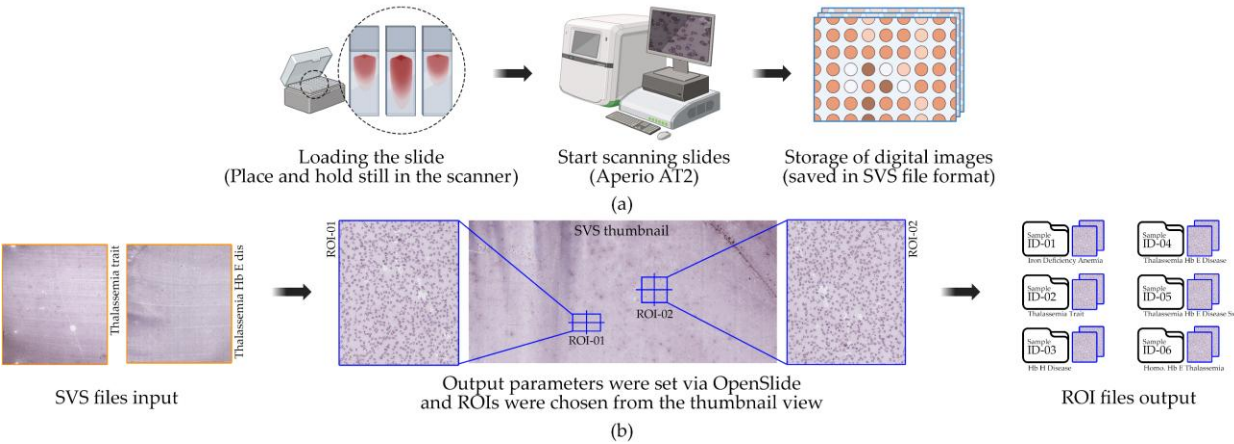 Loading the slide
(Place and hold still in the scanner)
Start scanning slides
(Aperio AT2)
Storage of digital images
(saved in SVS file format)
(a)
Thalassemia trait
Thalassemia Hb E dis
SVS files input
ROI-01
SVS thumbnail
ROI-01
ROI-02
ROI-02
Output parameters were set via OpenSlide
and ROIs were chosen from the thumbnail view
Sample
ID-01
Iron Deficiency Anemia
Sample
ID-04
Thalassemia Hb E Disease
Sample
ID-02
Thalassemia Trait
Sample
ID-05
Thalassemia Hb E Disease Se
Sample
ID-03
Hb H Disease
Sample
ID-06
Homo. Hb E Thalassemia
ROI files output
(b)